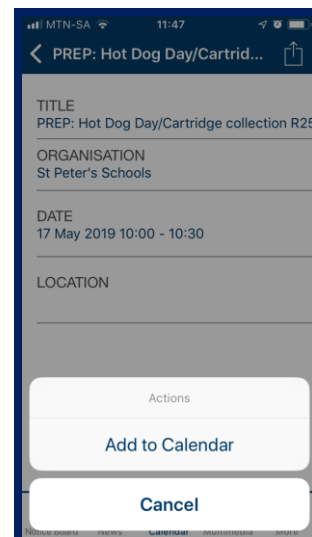 MTN-SA 11:47
PREP: Hot Dog Day/Cartrid...
TITLE
PREP: Hot Dog Day/Cartridge collection R25
ORGANISATION
St Peter's Schools
DATE
17 May 2019 10:00 - 10:30
LOCATION
Actions
Add to Calendar
Cancel
Notice Board News Calendar Multimedia More